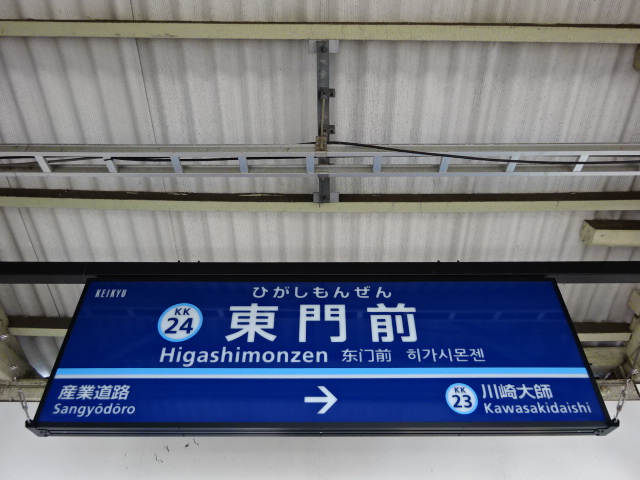 KEIKYU
ひがしもんぜん
KK
24
東門前
Higashimonzen 东门前 히가시몬젠
産業道路
Sangyōdōro
→
KK
23
川崎大師
Kawasakidaishi